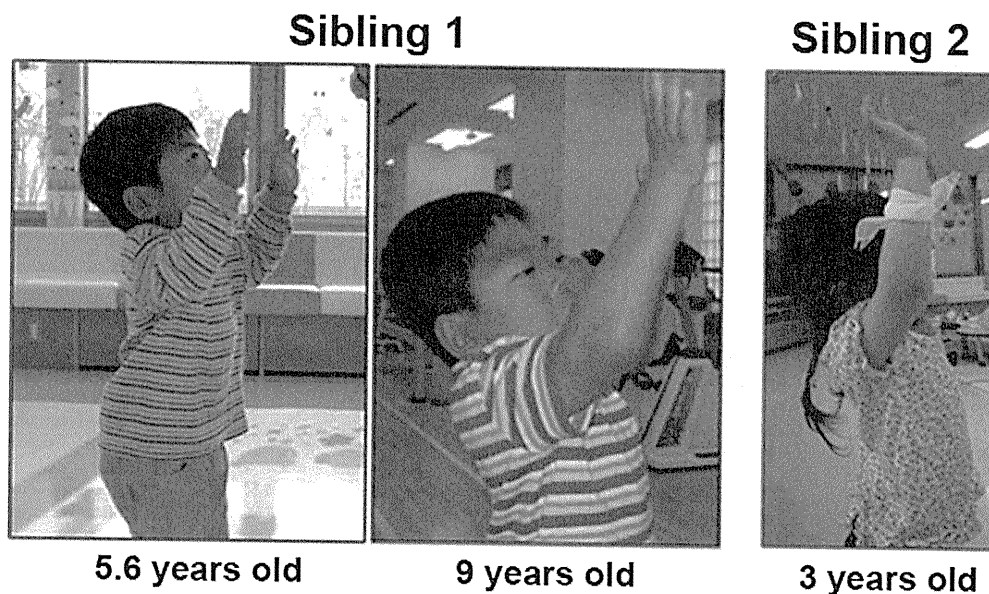 Sibling 1
Sibling 2
5.6 years old
9 years old
3 years old